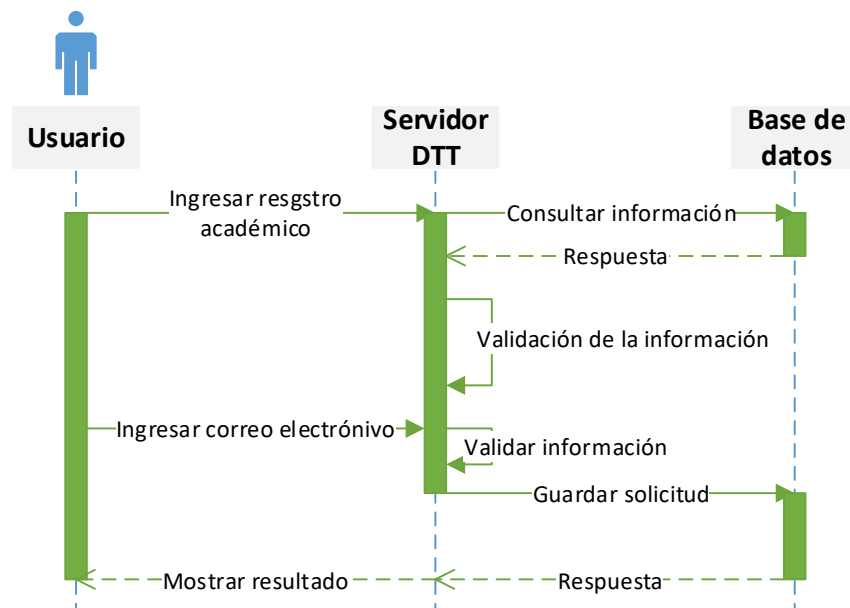 Usuario
Servidor
DTT
Base de
datos
Ingresar resgstro
académico
Consultar información
Respuesta
Validación de la información
Ingresar correo electrónivo
Validar información
Guardar solicitud
Mostrar resultado
Respuesta